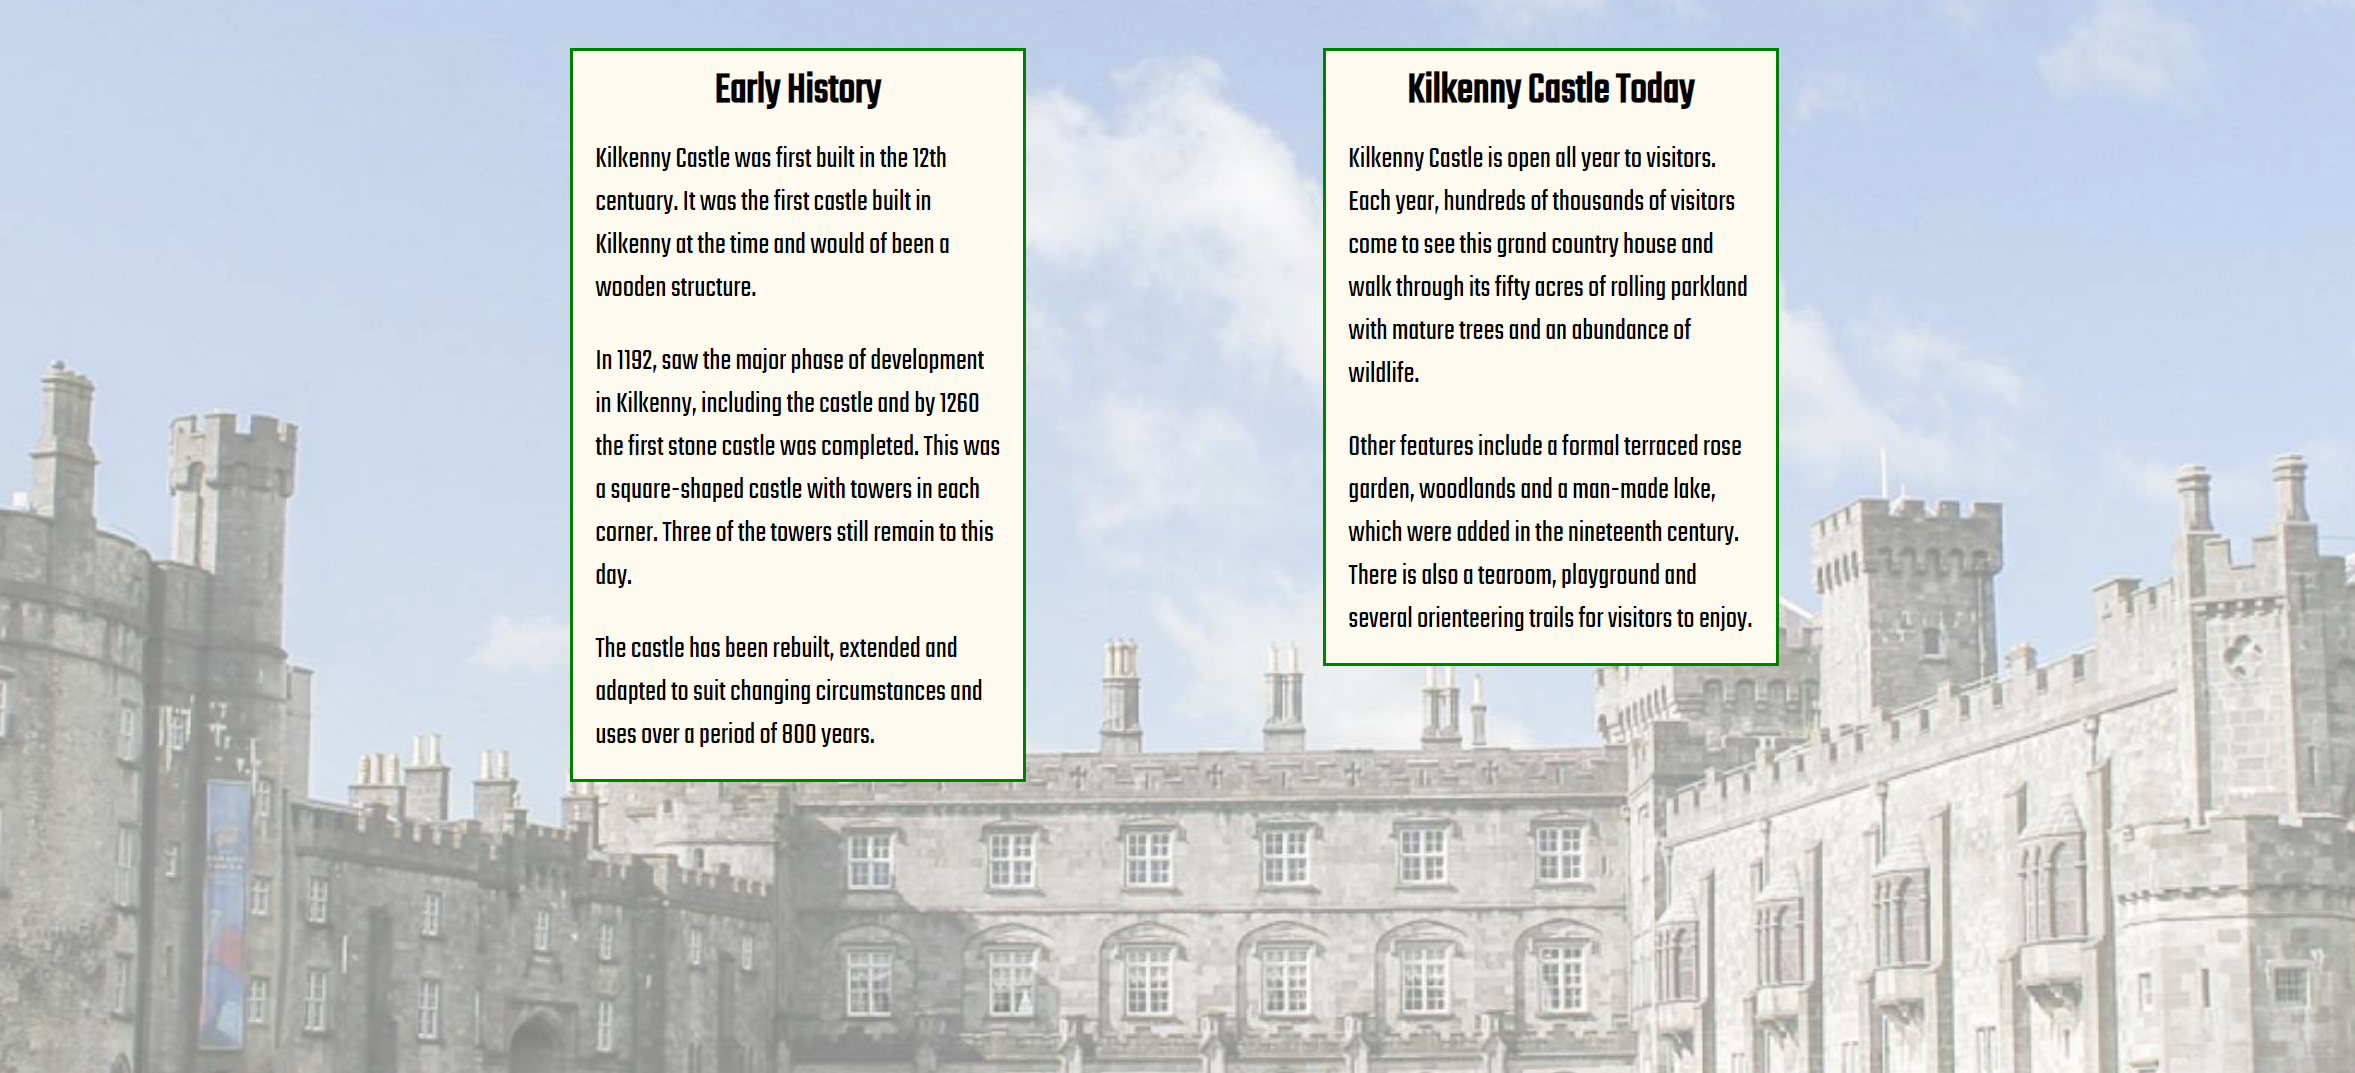 Early History
Kilkenny Castle was first built in the 12th
centuary. It was the first castle built in
Kilkenny at the time and would of been a
wooden structure.
In 1192, saw the major phase of development
in Kilkenny, including the castle and by 1260
the first stone castle was completed. This was
a square-shaped castle with towers in each
corner. Three of the towers still remain to this
day.
The castle has been rebuilt, extended and
adapted to suit changing circumstances and
uses over a period of 800 years.
Kilkenny Castle Today
Kilkenny Castle is open all year to visitors.
Each year, hundreds of thousands of visitors
come to see this grand country house and
walk through its fifty acres of rolling parkland
with mature trees and an abundance of
wildlife.
Other features include a formal terraced rose
garden, woodlands and a man-made lake,
which were added in the nineteenth century.
There is also a tearoom, playground and
several orienteering trails for visitors to enjoy.